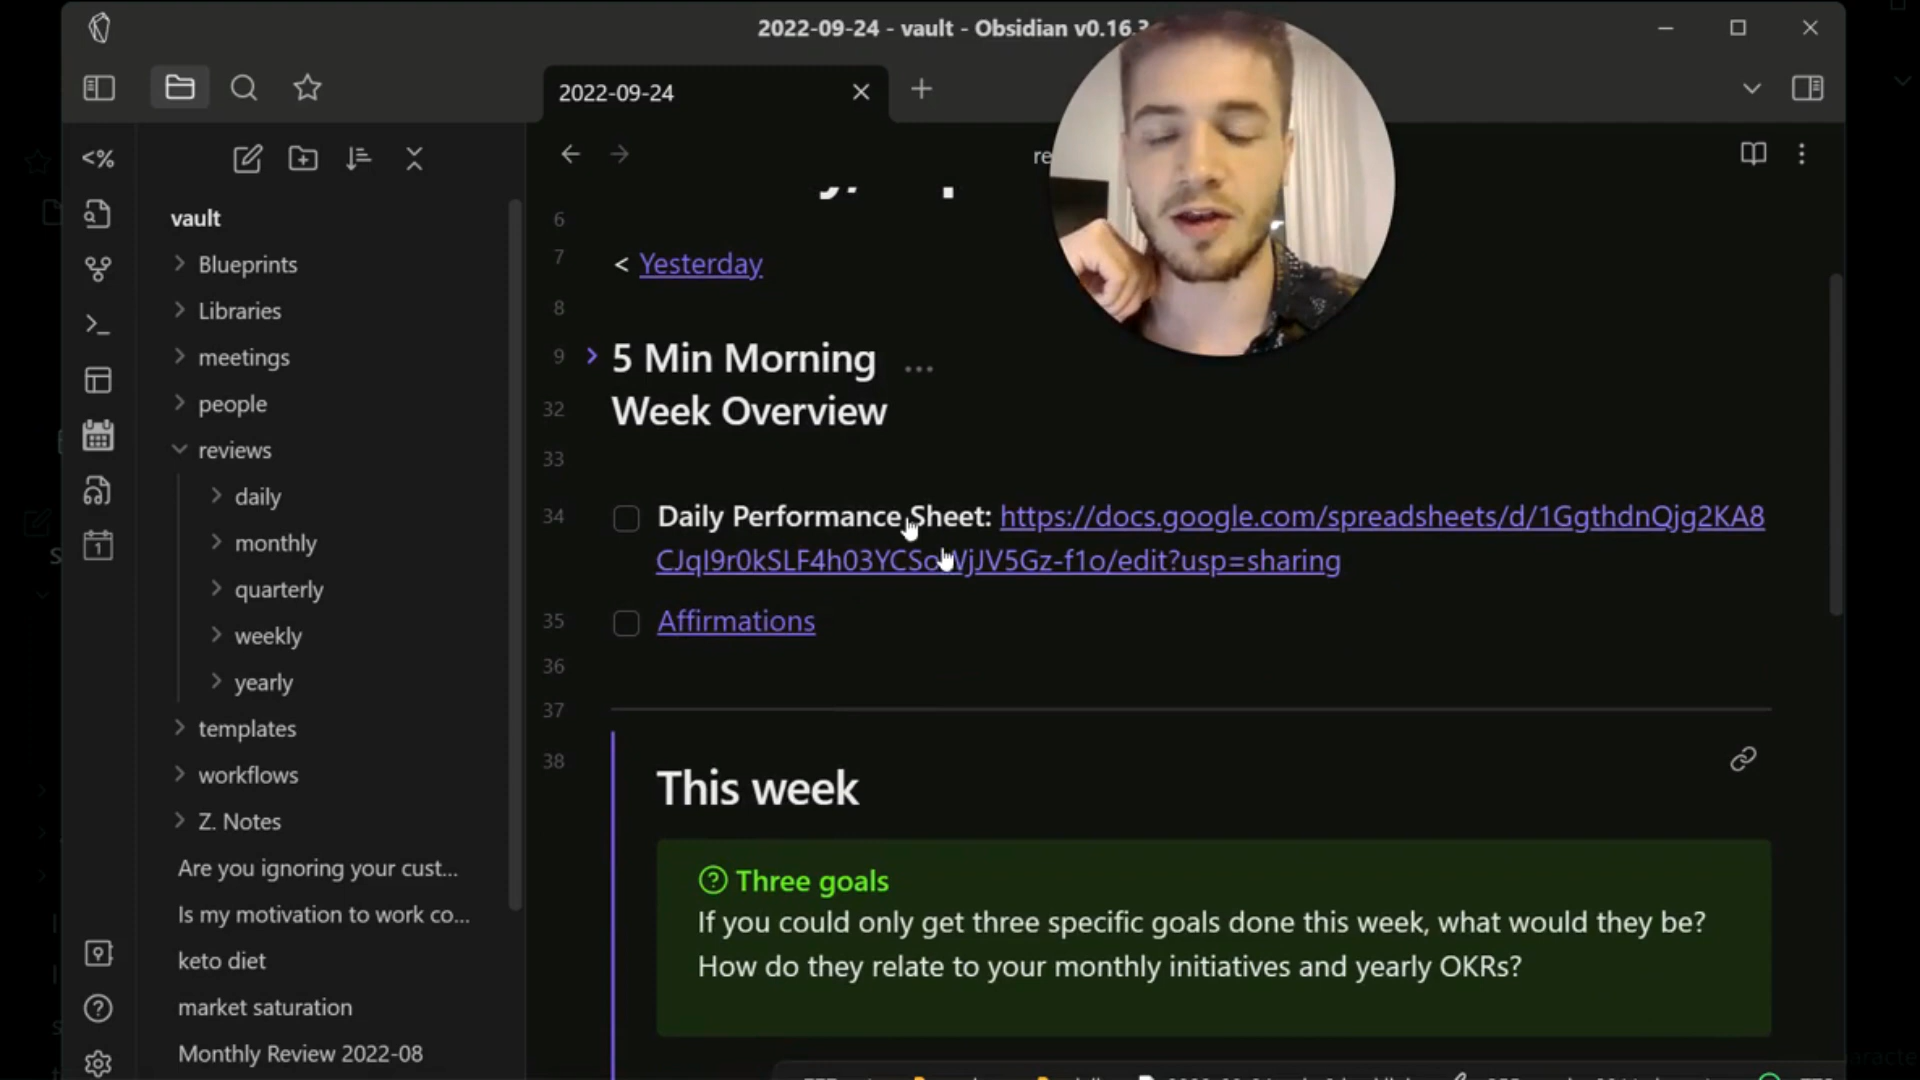 2022-09-24 - vault - Obsidian v0.16.3
2022-09-24
<%
vault
Blueprints
Libraries
meetings
people
reviews
daily
monthly
quarterly
weekly
yearly
templates
workflows
Z. Notes
Are you ignoring your cust...
Is my motivation to work co...
keto diet
market saturation
Monthly Review 2022-08
6
7 < Yesterday
8
9 5 Min Morning ...
32 Week Overview
33
34 Daily Performance Sheet: https://docs.google.com/spreadsheets/d/1GgthdnQjg2KA8
CJqI9r0kSLF4h03YCSoWjJV5Gz-f1o/edit?usp=sharing
35 Affirmations
36
37
38
This week
Three goals
If you could only get three specific goals done this week, what would they be?
How do they relate to your monthly initiatives and yearly OKRs?